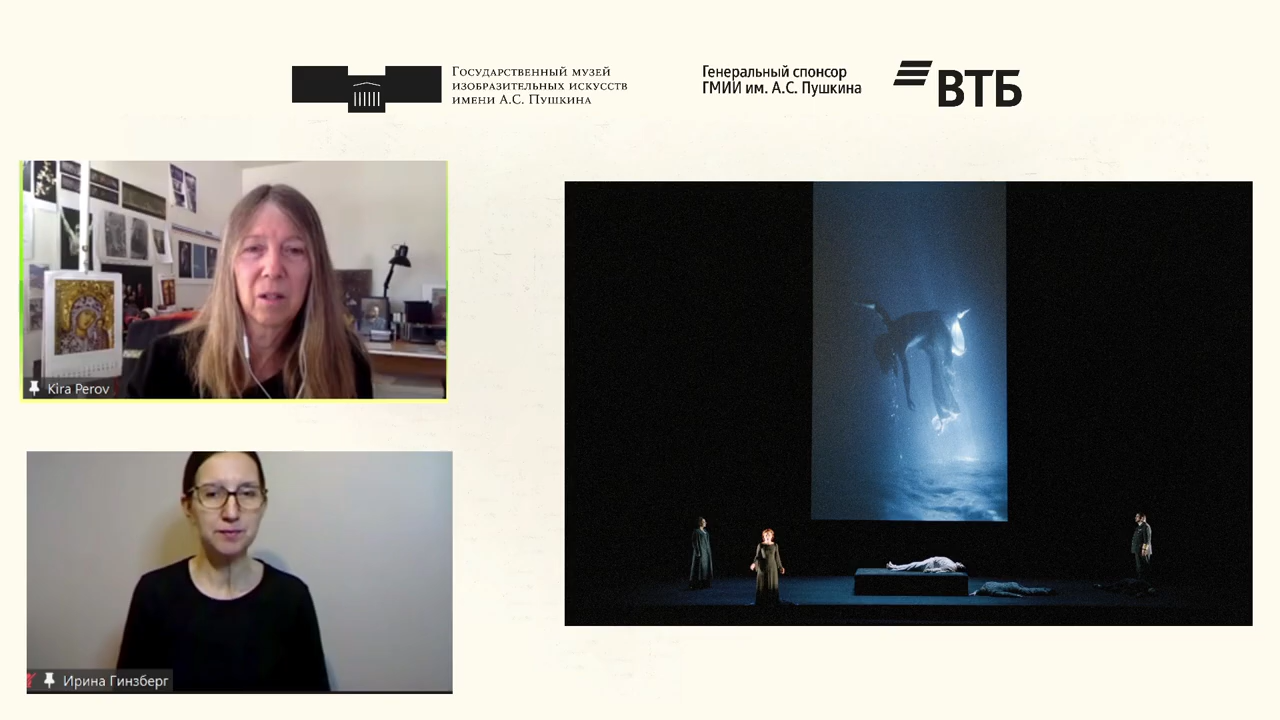 Государственный музей
изобразительных искусств
имени А.С. Пушкина
Генеральный спонсор
ГМИИ им. А.С. Пушкина
ВТБ
Kira Perov
Ирина Гинзберг